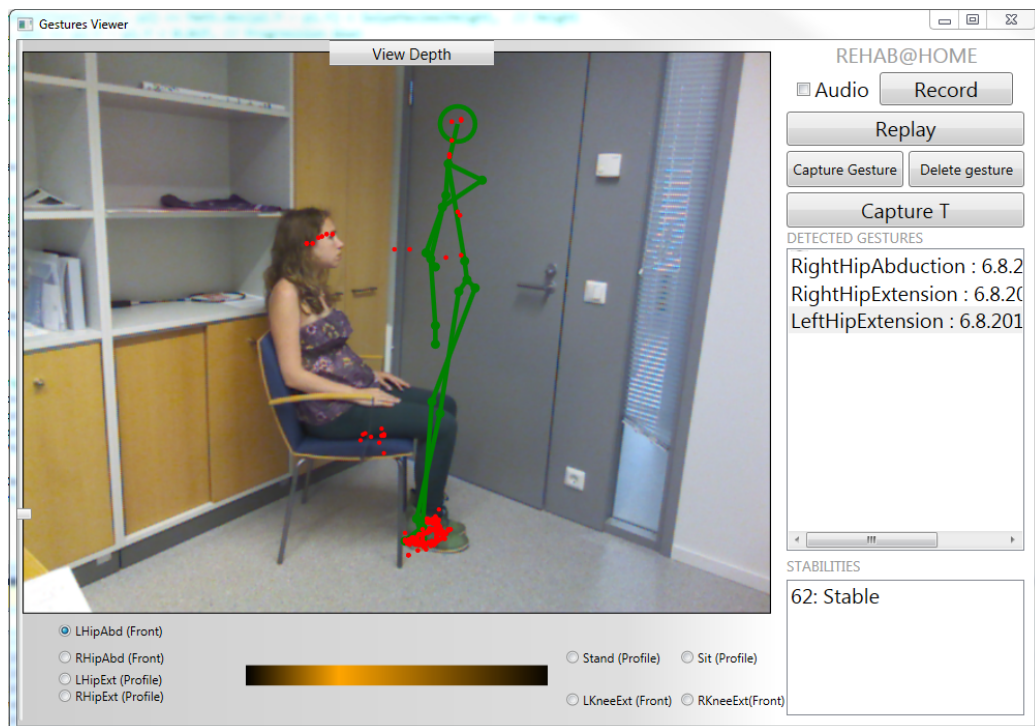 Gestures Viewer
View Depth
REHAB@HOME
Audio
Record
Replay
Capture Gesture
Delete gesture
Capture T
DETECTED GESTURES
RightHipAbduction : 6.8.2
RightHipExtension : 6.8.20
LeftHipExtension : 6.8.201
STABILITIES
62: Stable
LHipAbd (Front)
RHipAbd (Front)
LHipExt (Profile)
RHipExt (Profile)
Stand (Profile)
Sit (Profile)
LKneeExt (Front)
RKneeExt(Front)